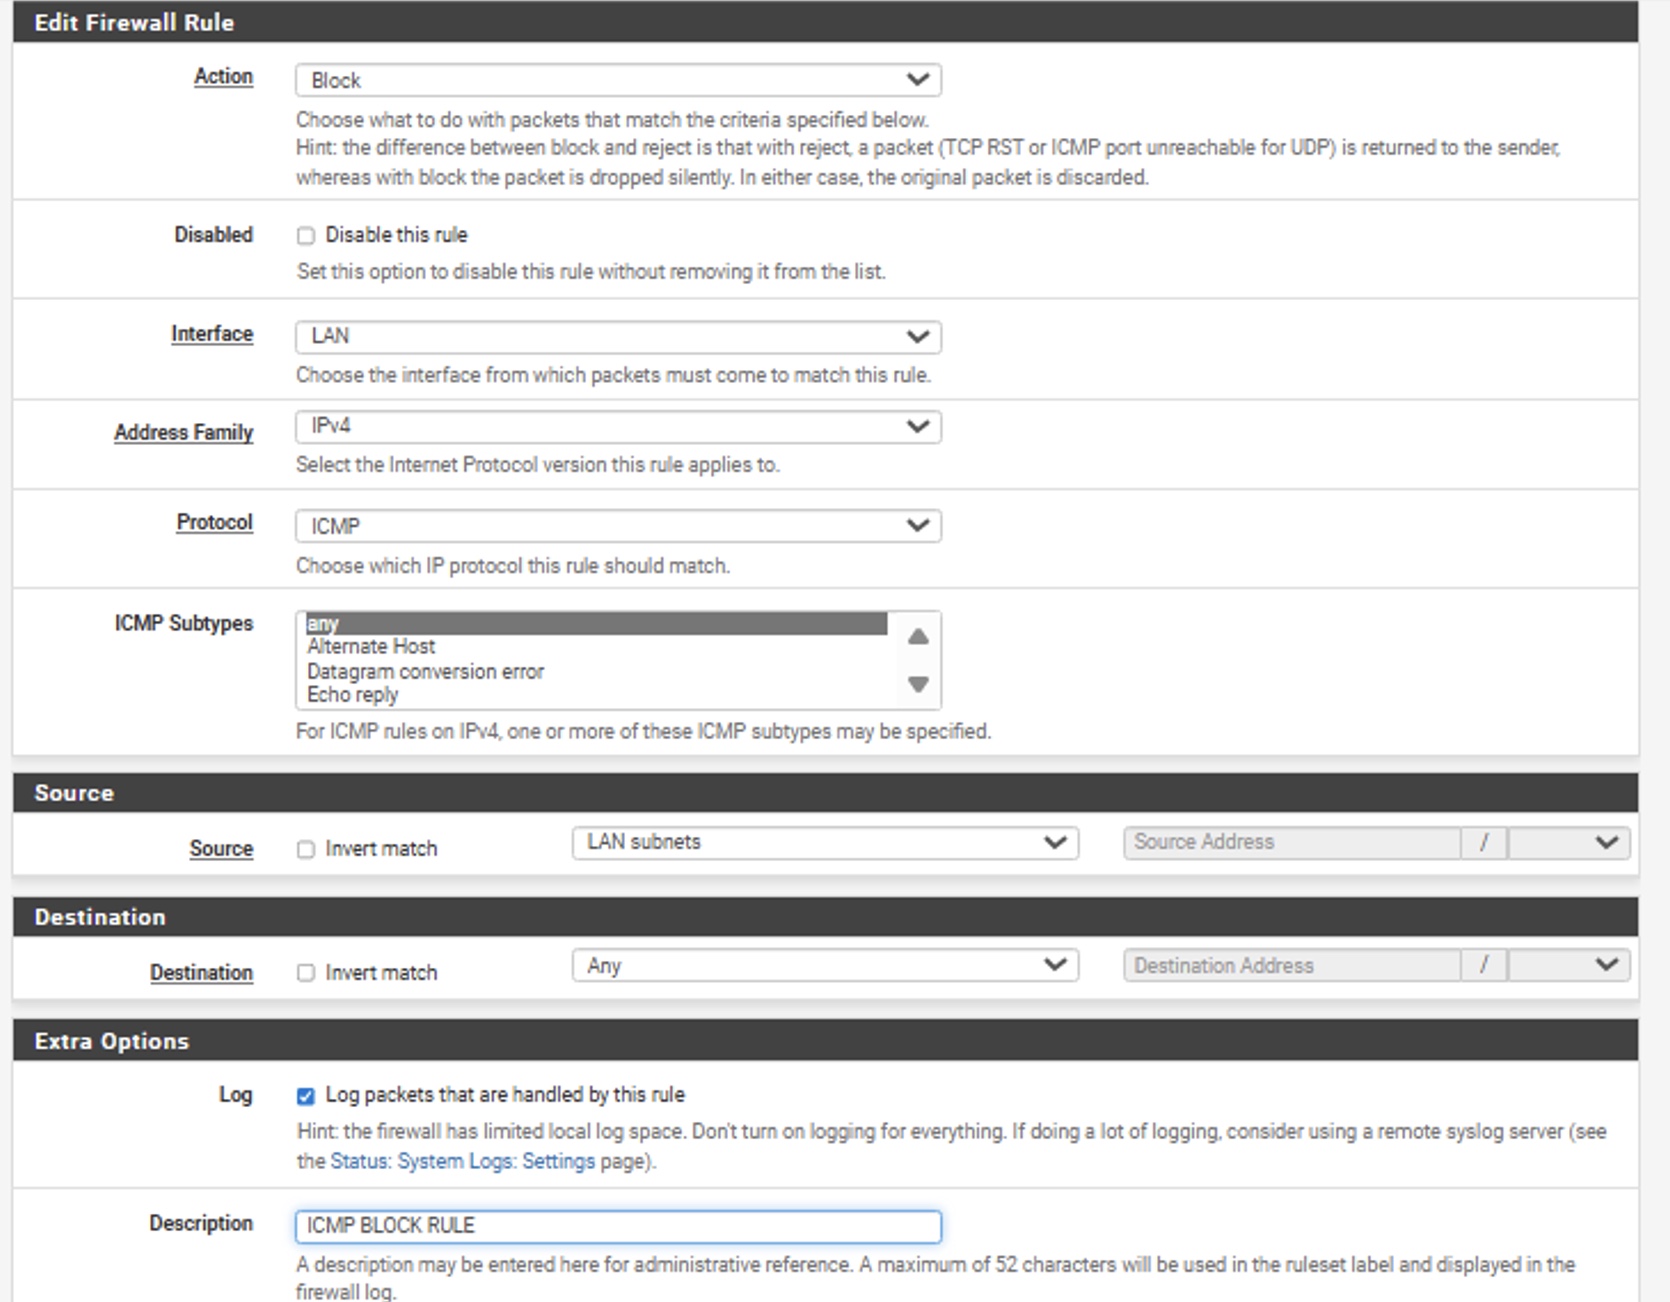 Edit Firewall Rule
Action
Block
Choose what to do with packets that match the criteria specified below.
Hint: the difference between block and reject is that with reject, a packet (TCP RST or ICMP port unreachable for UDP) is returned to the sender,
whereas with block the packet is dropped silently. In either case, the original packet is discarded.
Disabled
Disable this rule
Set this option to disable this rule without removing it from the list.
Interface
LAN
Choose the interface from which packets must come to match this rule.
Address Family
IPv4
Select the Internet Protocol version this rule applies to.
Protocol
ICMP
Choose which IP protocol this rule should match.
ICMP Subtypes
any
Alternate Host
Datagram conversion error
Echo reply
For ICMP rules on IPv4, one or more of these ICMP subtypes may be specified.
Source
Source
Invert match
LAN subnets
Source Address
/
Destination
Destination
Invert match
Any
Destination Address
/
Extra Options
Log
Log packets that are handled by this rule
Hint: the firewall has limited local log space. Don't turn on logging for everything. If doing a lot of logging, consider using a remote syslog server (see
the Status: System Logs: Settings page).
Description
ICMP BLOCK RULE
A description may be entered here for administrative reference. A maximum of 52 characters will be used in the ruleset label and displayed in the
firewall log.